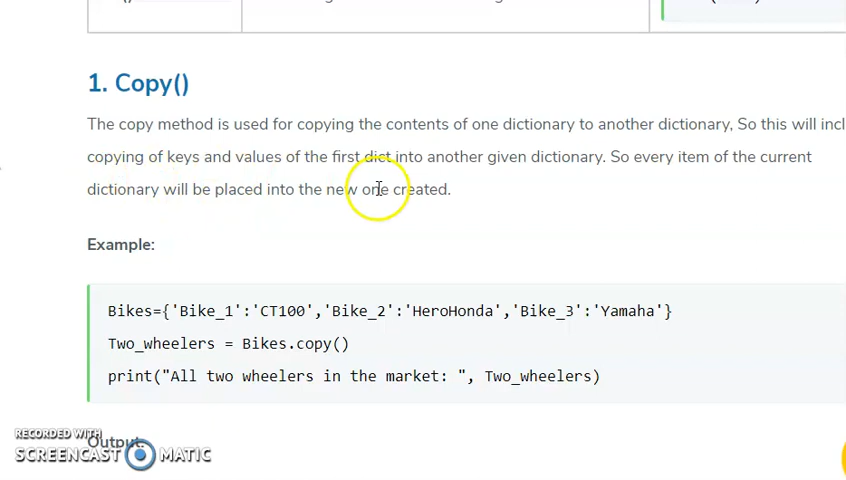 1. Copy()
The copy method is used for copying the contents of one dictionary to another dictionary, So this will incl
copying of keys and values of the first dict into another given dictionary. So every item of the current
dictionary will be placed into the new one created.
Example:
Bikes={'Bike_1':'CT100','Bike_2':'HeroHonda','Bike_3':'Yamaha'}
Two_wheelers = Bikes.copy()
print("All two wheelers in the market: ", Two_wheelers)
Output:
RECORDED WITH
SCREENCAST MATIC